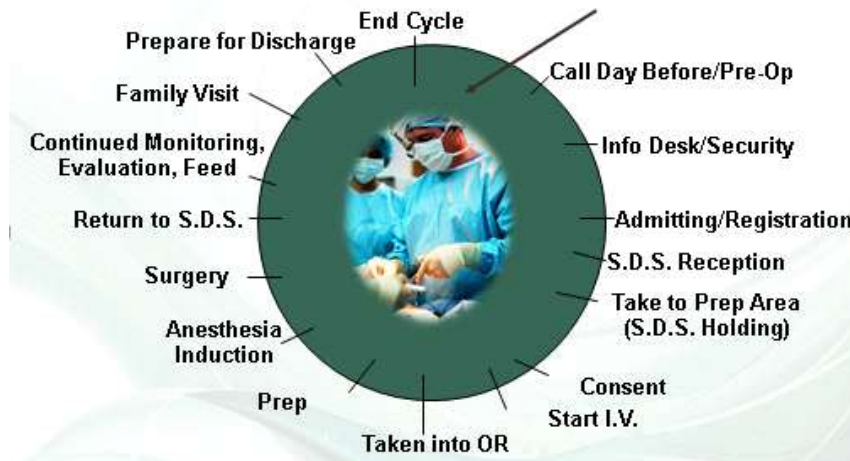 End Cycle
Call Day Before/Pre-Op
Info Desk/Security
Admitting/Registration
S.D.S. Reception
Take to Prep Area
(S.D.S. Holding)
Consent
Start I.V.
Taken into OR
Prep
Anesthesia
Induction
Surgery
Return to S.D.S.
Continued Monitoring,
Evaluation, Feed
Family Visit
Prepare for Discharge